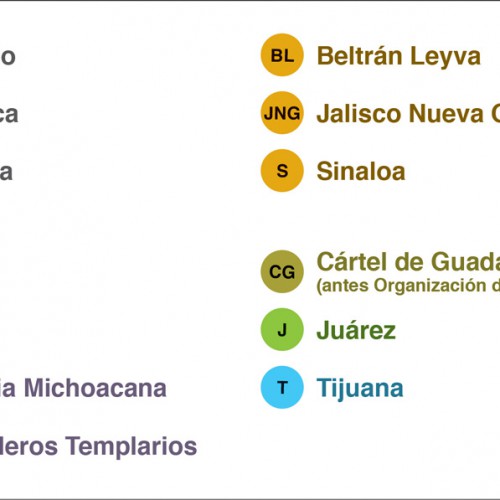 o
ca
a
ia Michoacana
leros Templarios
BL Beltrán Leyva
JNG Jalisco Nueva
S Sinaloa
CG Cártel de Guada
(antes Organización d
J Juárez
T Tijuana